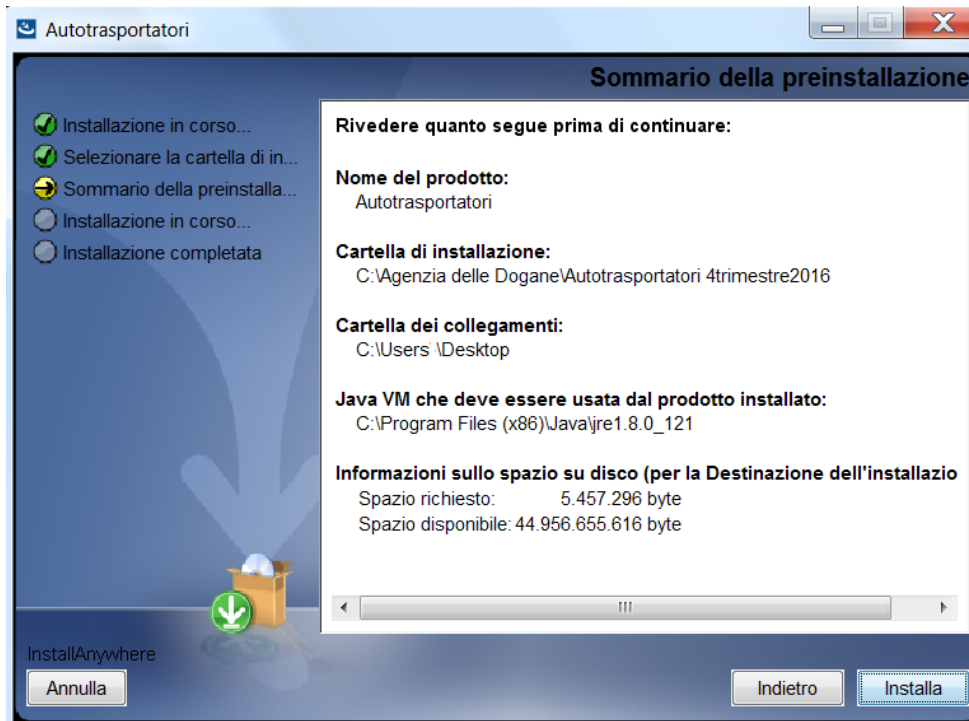 Autotrasportatori
Sommario della preinstallazione
Installazione in corso...
Selezionare la cartella di in...
Sommario della preinstalla...
Installazione in corso...
Installazione completata
Rivedere quanto segue prima di continuare:
Nome del prodotto:
Autotrasportatori
Cartella di installazione:
C:\Agenzia delle Dogane\Autotrasportatori 4trimestre2016
Cartella dei collegamenti:
C:\Users' \Desktop
Java VM che deve essere usata dal prodotto installato:
C:\Program Files (x86)\Java\jre1.8.0_121
Informazioni sullo spazio su disco (per la Destinazione dell'installazio
Spazio richiesto: 5.457.296 byte
Spazio disponibile: 44.956.655.616 byte
InstallAnywhere
Annulla
Indietro
Installa